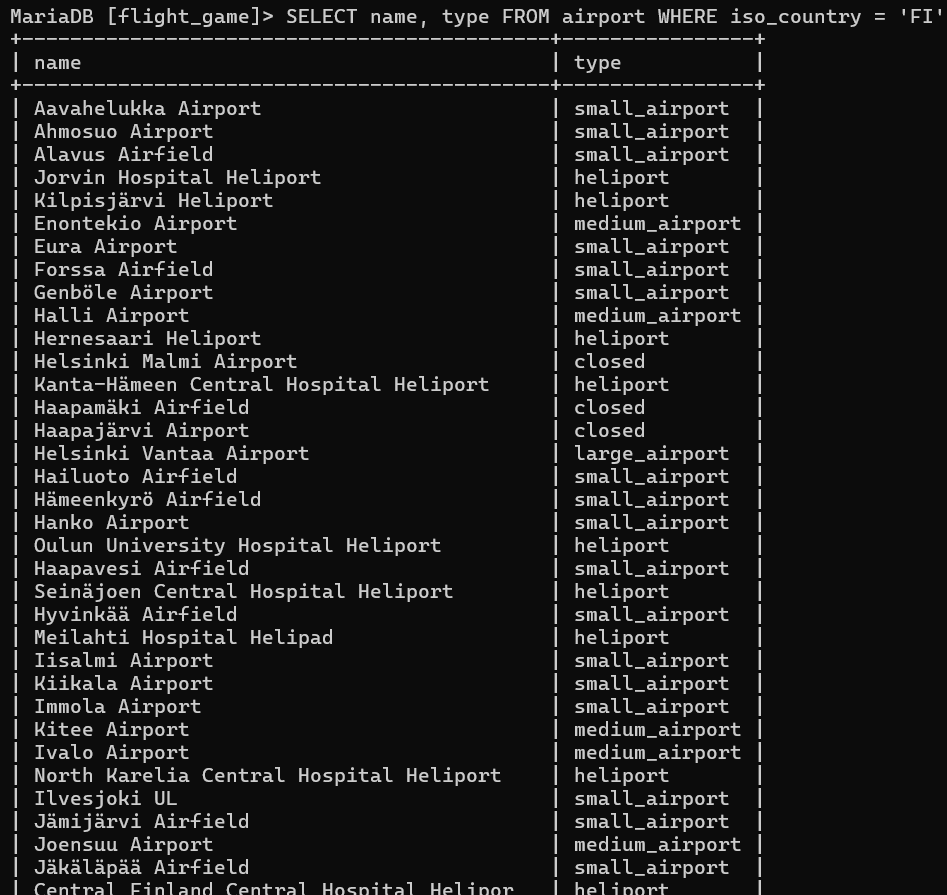 MariaDB [flight_game]> SELECT name, type FROM airport WHERE iso_country = 'FI'
+--------------------------------------------+----------------+
| name                                       | type           |
+--------------------------------------------+----------------+
| Aavahelukka Airport                        | small_airport  |
| Ahmosuo Airport                            | small_airport  |
| Alavus Airfield                            | small_airport  |
| Jorvin Hospital Heliport                   | heliport       |
| Kilpisjärvi Heliport                       | heliport       |
| Enontekio Airport                          | medium_airport |
| Eura Airport                               | small_airport  |
| Forssa Airfield                            | small_airport  |
| Genböle Airport                            | small_airport  |
| Halli Airport                              | medium_airport |
| Hernesaari Heliport                        | heliport       |
| Helsinki Malmi Airport                     | closed         |
| Kanta-Hämeen Central Hospital Heliport     | heliport       |
| Haapamäki Airfield                         | closed         |
| Haapajärvi Airport                         | closed         |
| Helsinki Vantaa Airport                    | large_airport  |
| Hailuoto Airfield                          | small_airport  |
| Hämeenkyrö Airfield                        | small_airport  |
| Hanko Airport                              | small_airport  |
| Oulun University Hospital Heliport         | heliport       |
| Haapavesi Airfield                         | small_airport  |
| Seinäjoen Central Hospital Heliport        | heliport       |
| Hyvinkää Airfield                          | small_airport  |
| Meilahti Hospital Helipad                  | heliport       |
| Iisalmi Airport                            | small_airport  |
| Kiikala Airport                            | small_airport  |
| Immola Airport                             | small_airport  |
| Kitee Airport                              | medium_airport |
| Ivalo Airport                              | medium_airport |
| North Karelia Central Hospital Heliport    | heliport       |
| Ilvesjoki UL                               | small_airport  |
| Jämijärvi Airfield                         | small_airport  |
| Joensuu Airport                            | medium_airport |
| Jäkäläpää Airfield                         | small_airport  |
| Central Finland Central Hospital Helipor   | heliport       |